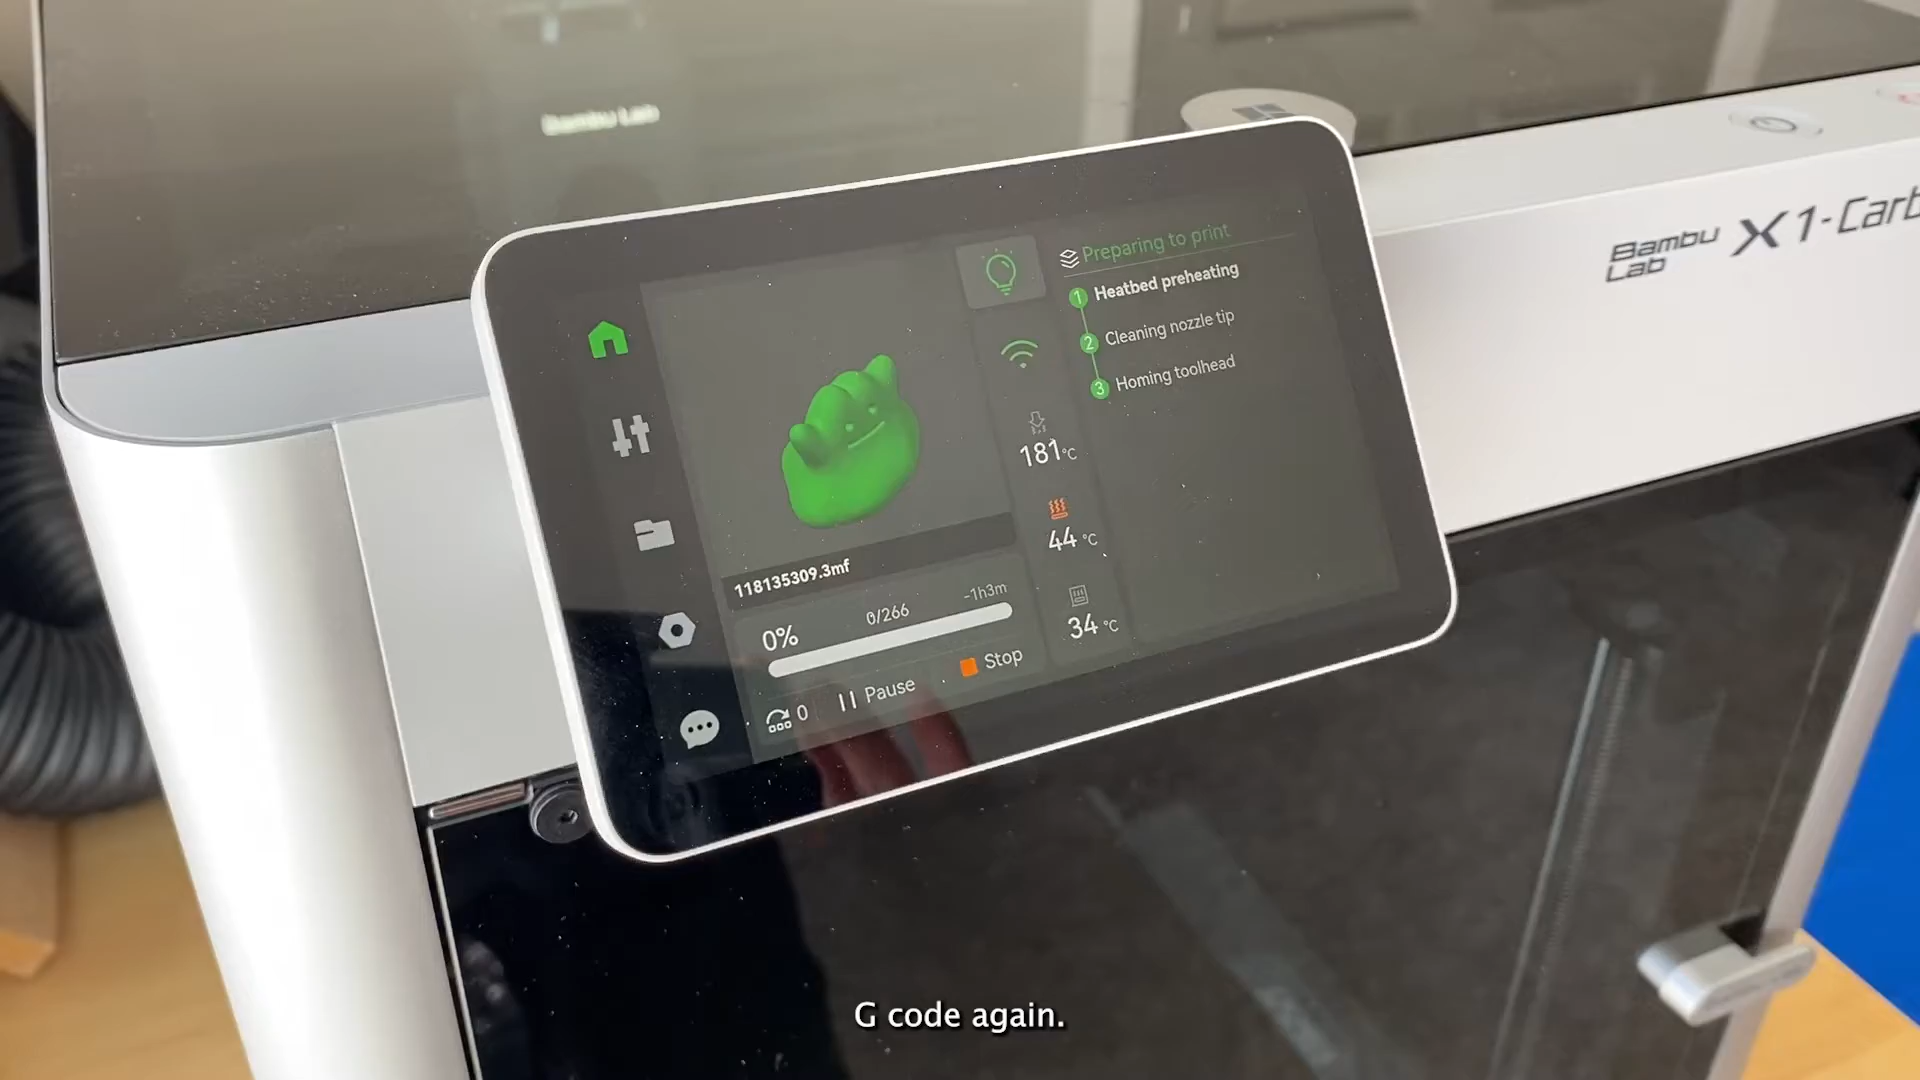 Bambu Lab
Bambu
Lab
X1-Carb
Preparing to print
1 Heatbed preheating
2 Cleaning nozzle tip
3 Homing toolhead
181°C
44 °C
34 °C
118135309.3mf
0% 0/266 -1h3m
0 Pause Stop
G code again.